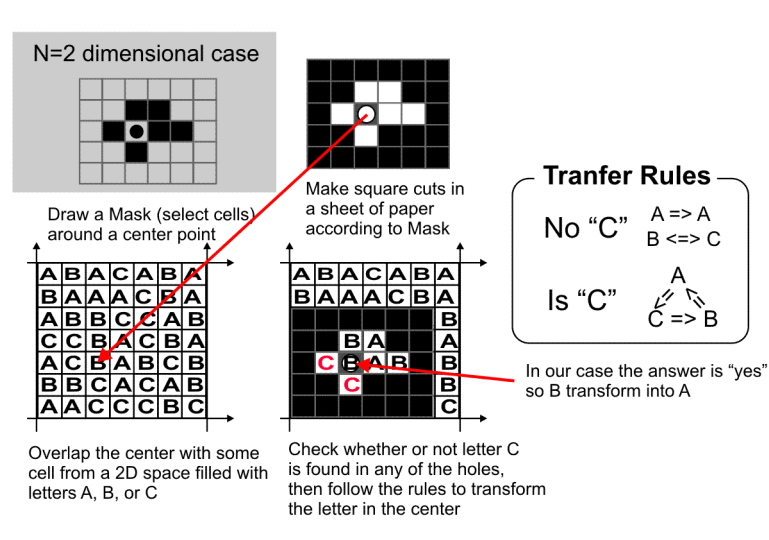 N=2 dimensional case
Draw a Mask (select cells)
around a center point
Make square cuts in
a sheet of paper
according to Mask
Tranfer Rules
No “C”
A => A
B <=> C
Is “C”
A
C => B
A B A C A B A
B A A A C B A
A B B C C A B
C C B A C B A
A C B A B C B
B B C A C A B
A A C C C B C
Overlap the center with some
cell from a 2D space filled with
letters A, B, or C
A B A C A B A
B A A A C B A
B
B A A
C B A B B
C B
C
Check whether or not letter C
is found in any of the holes,
then follow the rules to transform
the letter in the center
In our case the answer is “yes”
so B transform into A